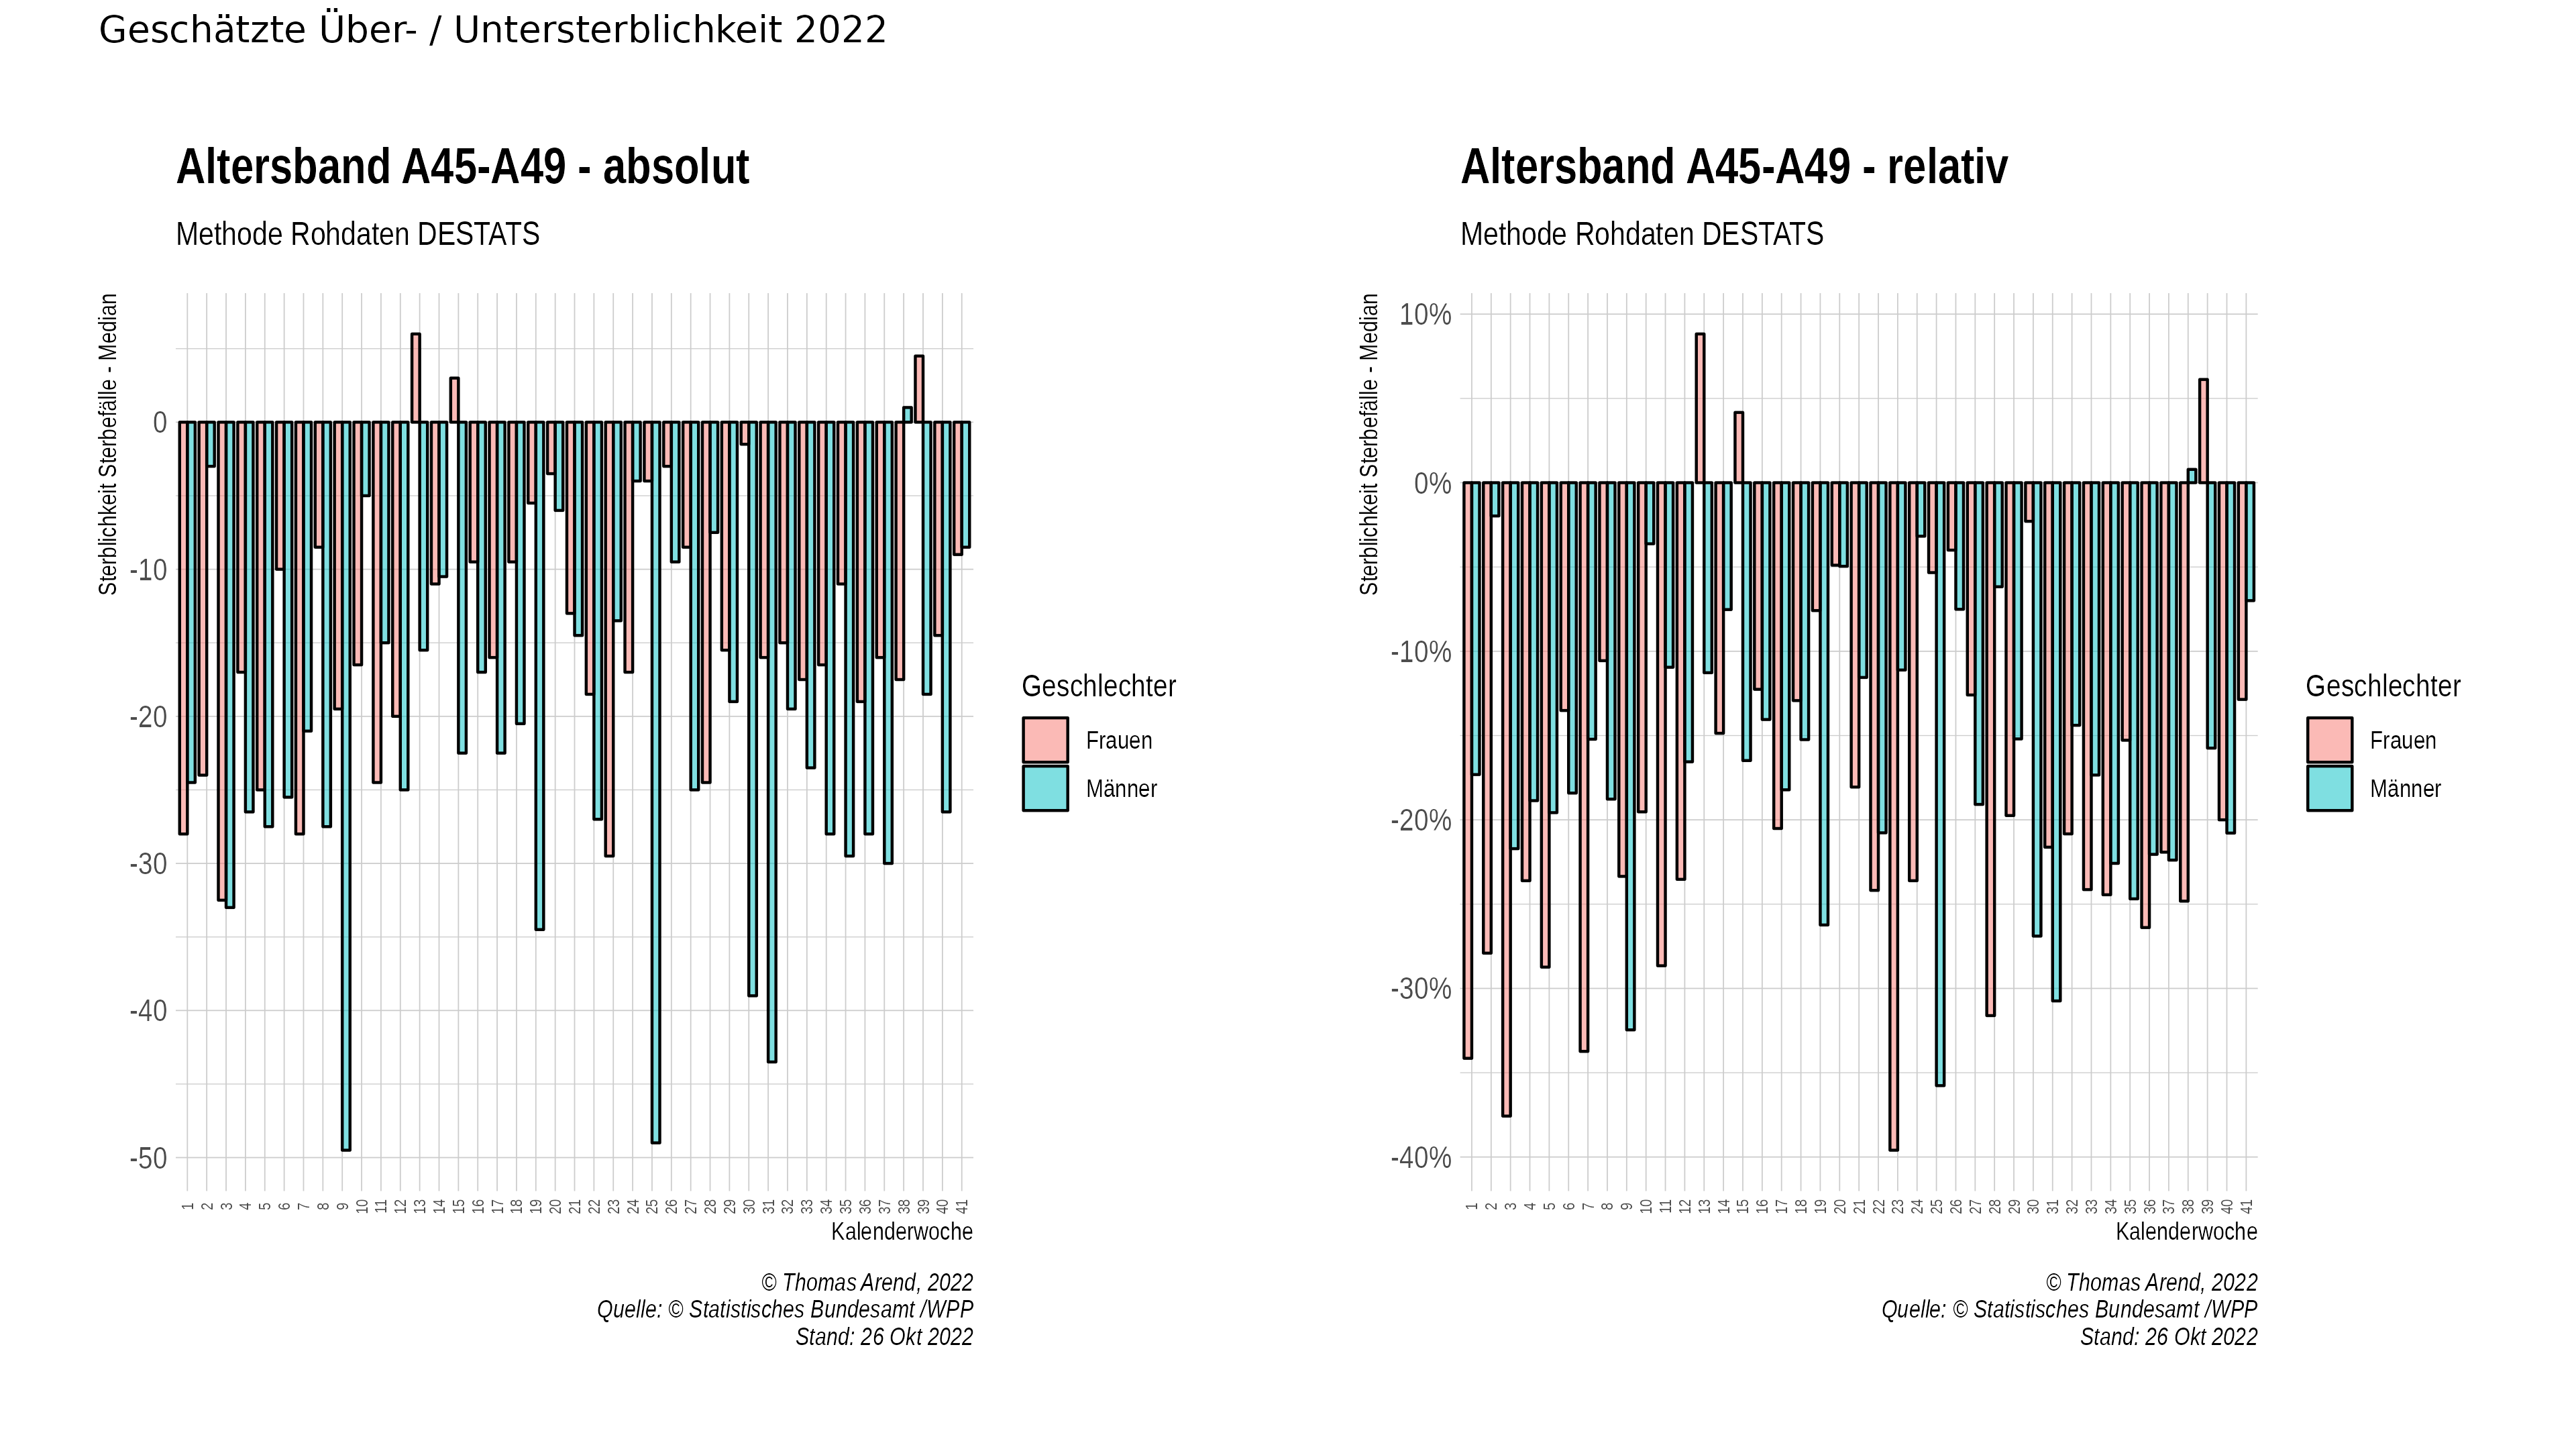 Geschätzte Über- / Untersterblichkeit 2022
Altersband A45-A49 - absolut
Methode Rohdaten DESTATS
Sterblichkeit Sterbefälle - Median
0
-10
-20
-30
-40
-50
1 2 3 4 5 6 7 8 9 10 11 12 13 14 15 16 17 18 19 20 21 22 23 24 25 26 27 28 29 30 31 32 33 34 35 36 37 38 39 40 41
Kalenderwoche
Geschlechter
Frauen
Männer
© Thomas Arend, 2022
Quelle: © Statistisches Bundesamt /WPP
Stand: 26 Okt 2022
Altersband A45-A49 - relativ
Methode Rohdaten DESTATS
Sterblichkeit Sterbefälle - Median
10%
0%
-10%
-20%
-30%
-40%
1 2 3 4 5 6 7 8 9 10 11 12 13 14 15 16 17 18 19 20 21 22 23 24 25 26 27 28 29 30 31 32 33 34 35 36 37 38 39 40 41
Kalenderwoche
Geschlechter
Frauen
Männer
© Thomas Arend, 2022
Quelle: © Statistisches Bundesamt /WPP
Stand: 26 Okt 2022